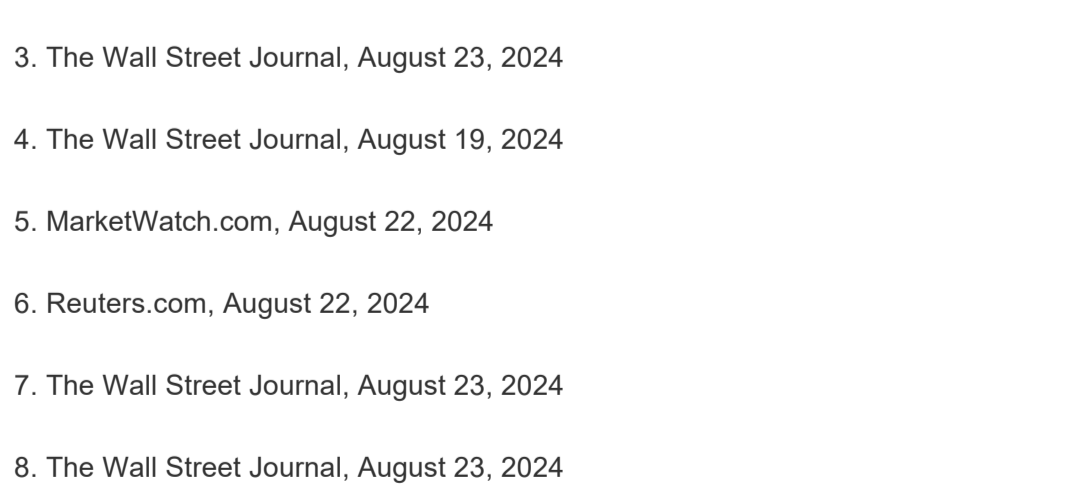 3. The Wall Street Journal, August 23, 2024
4. The Wall Street Journal, August 19, 2024
5. MarketWatch.com, August 22, 2024
6. Reuters.com, August 22, 2024
7. The Wall Street Journal, August 23, 2024
8. The Wall Street Journal, August 23, 2024